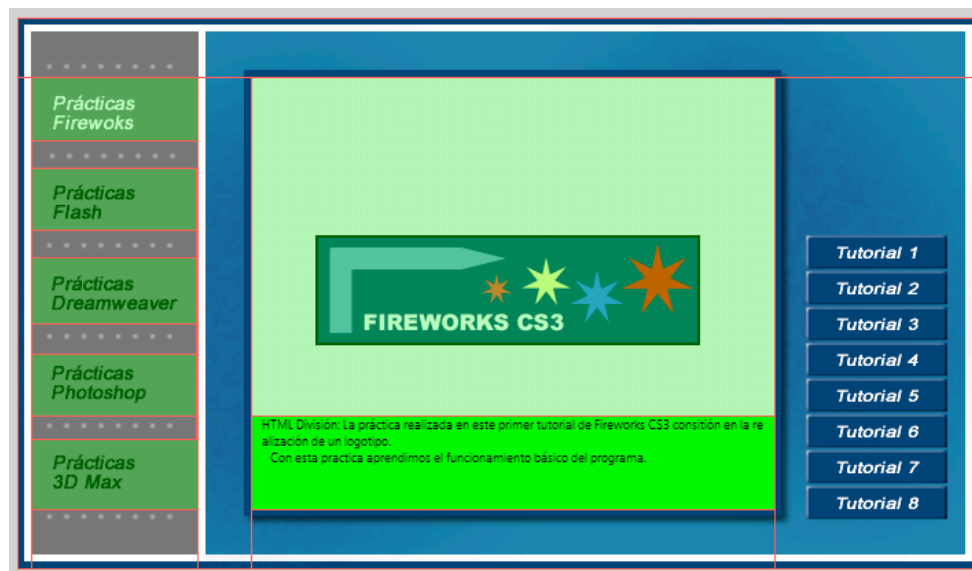 Prácticas
Firewoks
Prácticas
Flash
Prácticas
Dreamweaver
Prácticas
Photoshop
Prácticas
3D Max
FIREWORKS CS3
HTML División: La práctica realizada en este primer tutorial de Fireworks CS3 consitión en la re
alización de un logotipo.
Con esta practica aprendimos el funcionamiento básico del programa.
Tutorial 1
Tutorial 2
Tutorial 3
Tutorial 4
Tutorial 5
Tutorial 6
Tutorial 7
Tutorial 8